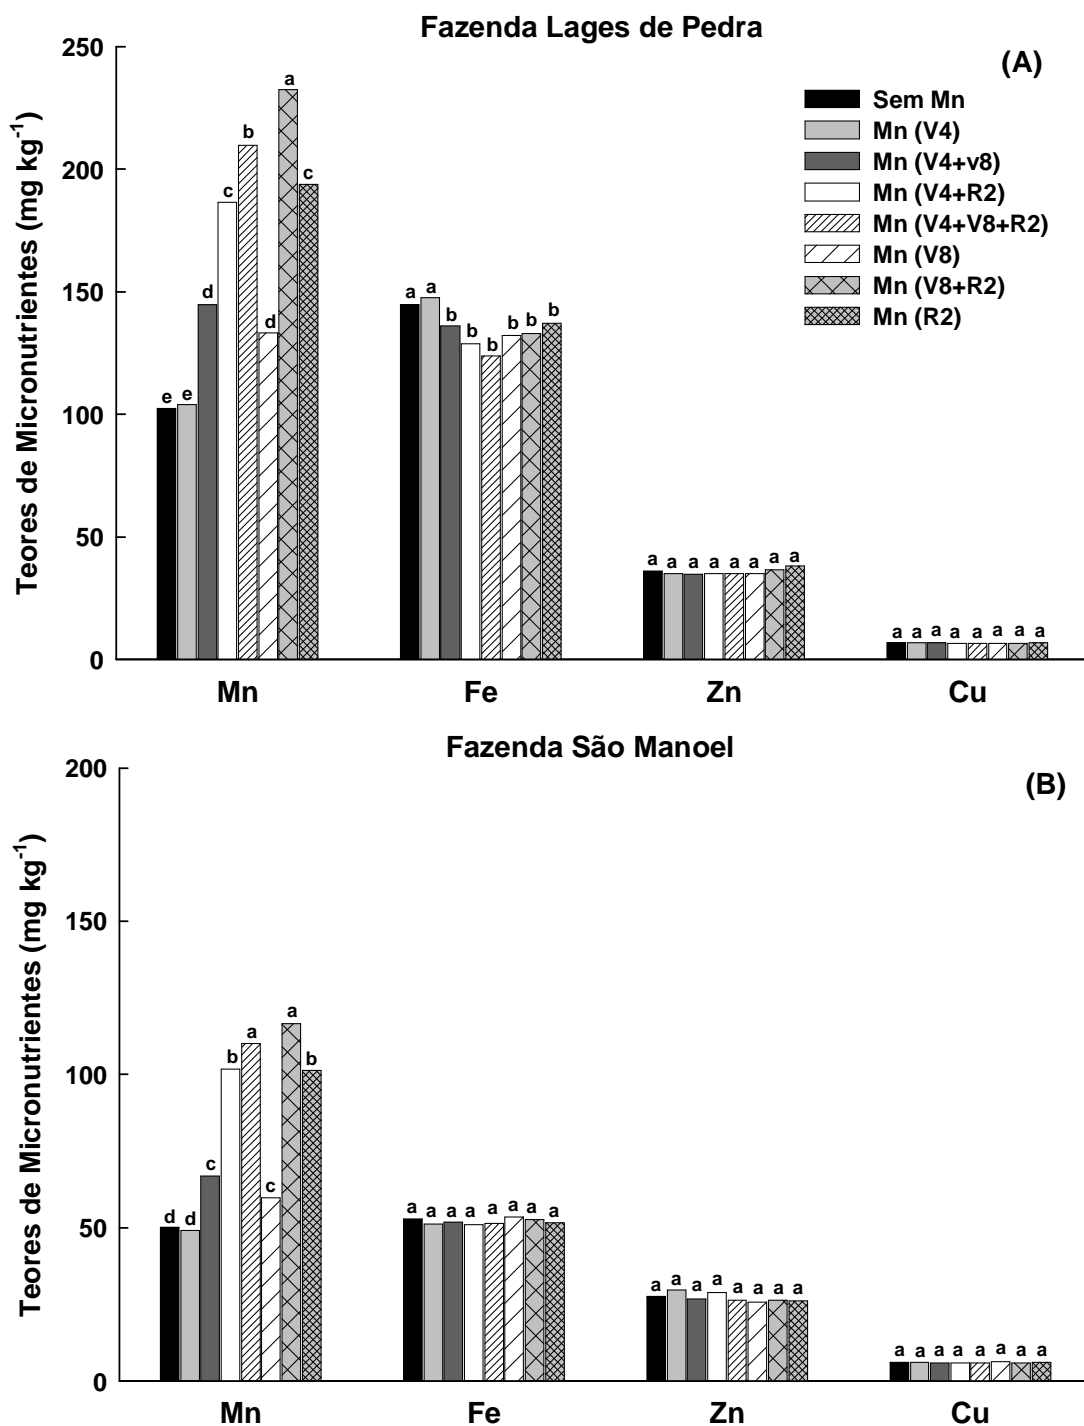 Fazenda Lages de Pedra
(A)
Teores de Micronutrientes (mg kg⁻¹)
250
200
150
100
50
0
Sem Mn
Mn (V4)
Mn (V4+v8)
Mn (V4+R2)
Mn (V4+V8+R2)
Mn (V8)
Mn (V8+R2)
Mn (R2)
e e d c b d a c
a a b b b b b b
a a a a a a a a
a a a a a a a a
Mn Fe Zn Cu
Fazenda São Manoel
(B)
Teores de Micronutrientes (mg kg⁻¹)
200
150
100
50
0
d d c b a c a b
a a a a a a a a
a a a a a a a a
a a a a a a a a
Mn Fe Zn Cu